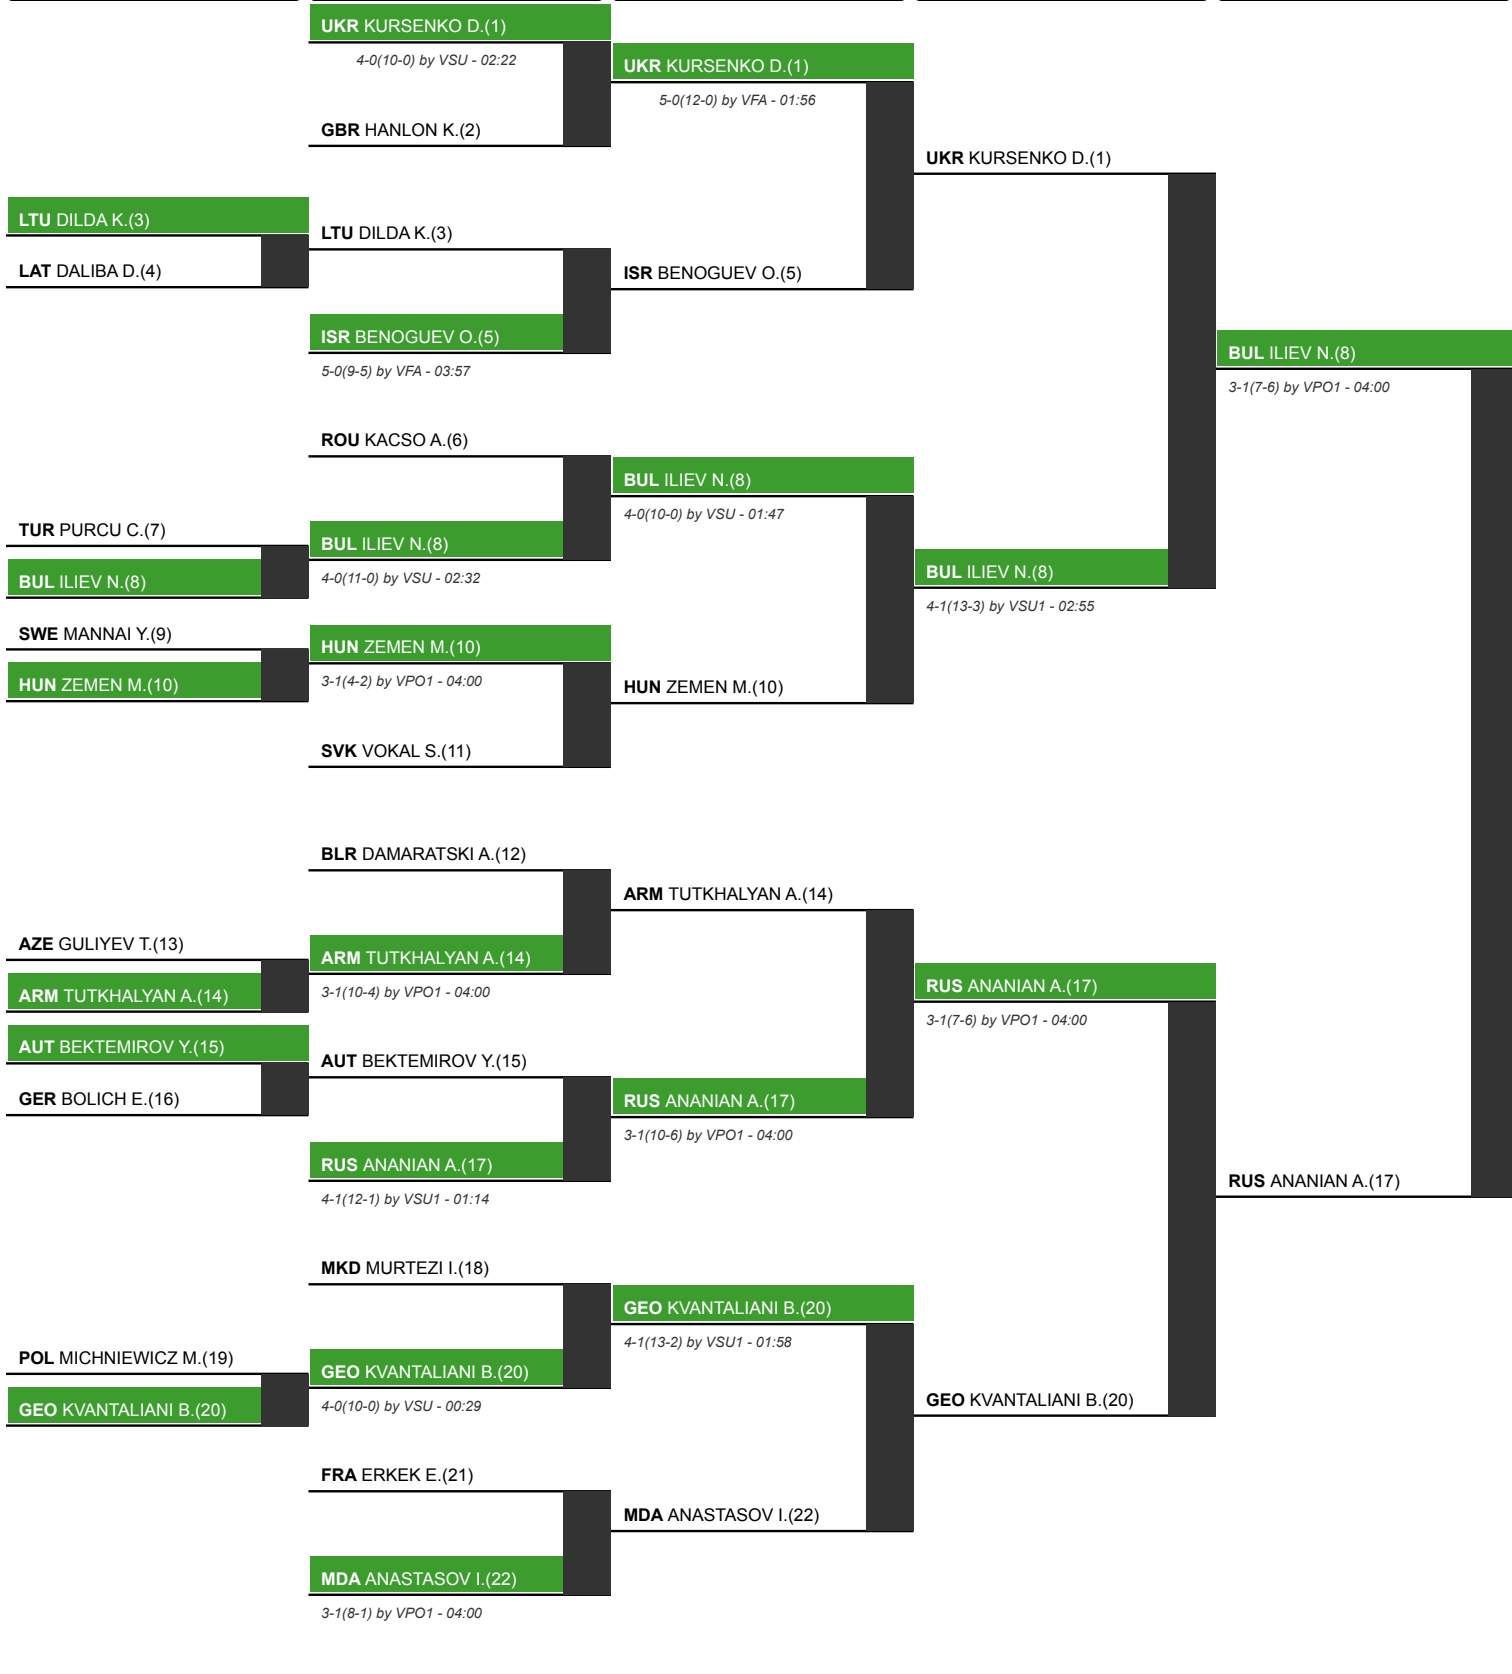 UKR KURSENKO D.(1)
4-0(10-0) by VSU - 02:22
UKR KURSENKO D.(1)
5-0(12-0) by VFA - 01:56
GBR HANLON K.(2)
UKR KURSENKO D.(1)
LTU DILDA K.(3)
LTU DILDA K.(3)
LAT DALIBA D.(4)
ISR BENOGUEV O.(5)
ISR BENOGUEV O.(5)
5-0(9-5) by VFA - 03:57
BUL ILIEV N.(8)
3-1(7-6) by VPO1 - 04:00
ROU KACSO A.(6)
BUL ILIEV N.(8)
4-0(10-0) by VSU - 01:47
TUR PURCU C.(7)
BUL ILIEV N.(8)
4-0(11-0) by VSU - 02:32
BUL ILIEV N.(8)
BUL ILIEV N.(8)
4-1(13-3) by VSU1 - 02:55
SWE MANNAI Y.(9)
HUN ZEMEN M.(10)
3-1(4-2) by VPO1 - 04:00
HUN ZEMEN M.(10)
HUN ZEMEN M.(10)
SVK VOKAL S.(11)
BLR DAMARATSKI A.(12)
ARM TUTKHALYAN A.(14)
AZE GULIYEV T.(13)
ARM TUTKHALYAN A.(14)
3-1(10-4) by VPO1 - 04:00
ARM TUTKHALYAN A.(14)
RUS ANANIAN A.(17)
3-1(7-6) by VPO1 - 04:00
AUT BEKTEMIROV Y.(15)
AUT BEKTEMIROV Y.(15)
GER BOLICH E.(16)
RUS ANANIAN A.(17)
3-1(10-6) by VPO1 - 04:00
RUS ANANIAN A.(17)
4-1(12-1) by VSU1 - 01:14
RUS ANANIAN A.(17)
MKD MURTEZI I.(18)
GEO KVANTALIANI B.(20)
4-1(13-2) by VSU1 - 01:58
POL MICHNIEWICZ M.(19)
GEO KVANTALIANI B.(20)
4-0(10-0) by VSU - 00:29
GEO KVANTALIANI B.(20)
GEO KVANTALIANI B.(20)
FRA ERKEK E.(21)
MDA ANASTASOV I.(22)
MDA ANASTASOV I.(22)
3-1(8-1) by VPO1 - 04:00